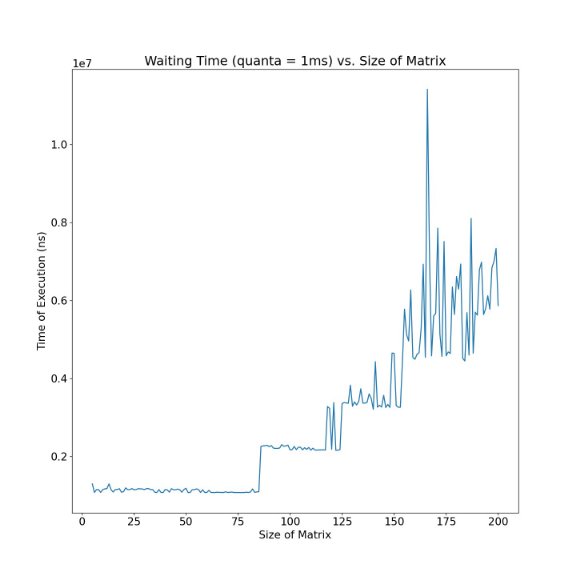 Waiting Time (quanta = 1ms) vs. Size of Matrix
1e7
1.0
0.8
0.6
0.4
0.2
Time of Execution (ns)
0 25 50 75 100 125 150 175 200
Size of Matrix